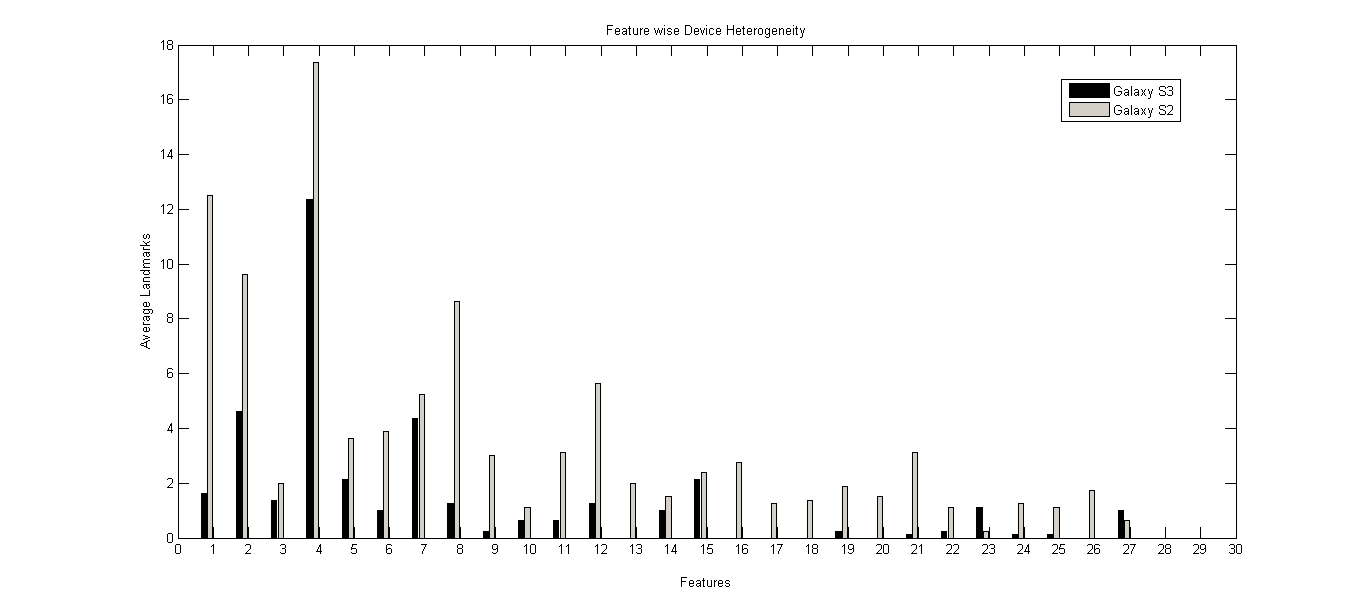 Feature wise Device Heterogeneity
18
16
14
12
10
8
6
4
2
0
Average Landmarks
Galaxy S3
Galaxy S2
0 1 2 3 4 5 6 7 8 9 10 11 12 13 14 15 16 17 18 19 20 21 22 23 24 25 26 27 28 29 30
Features